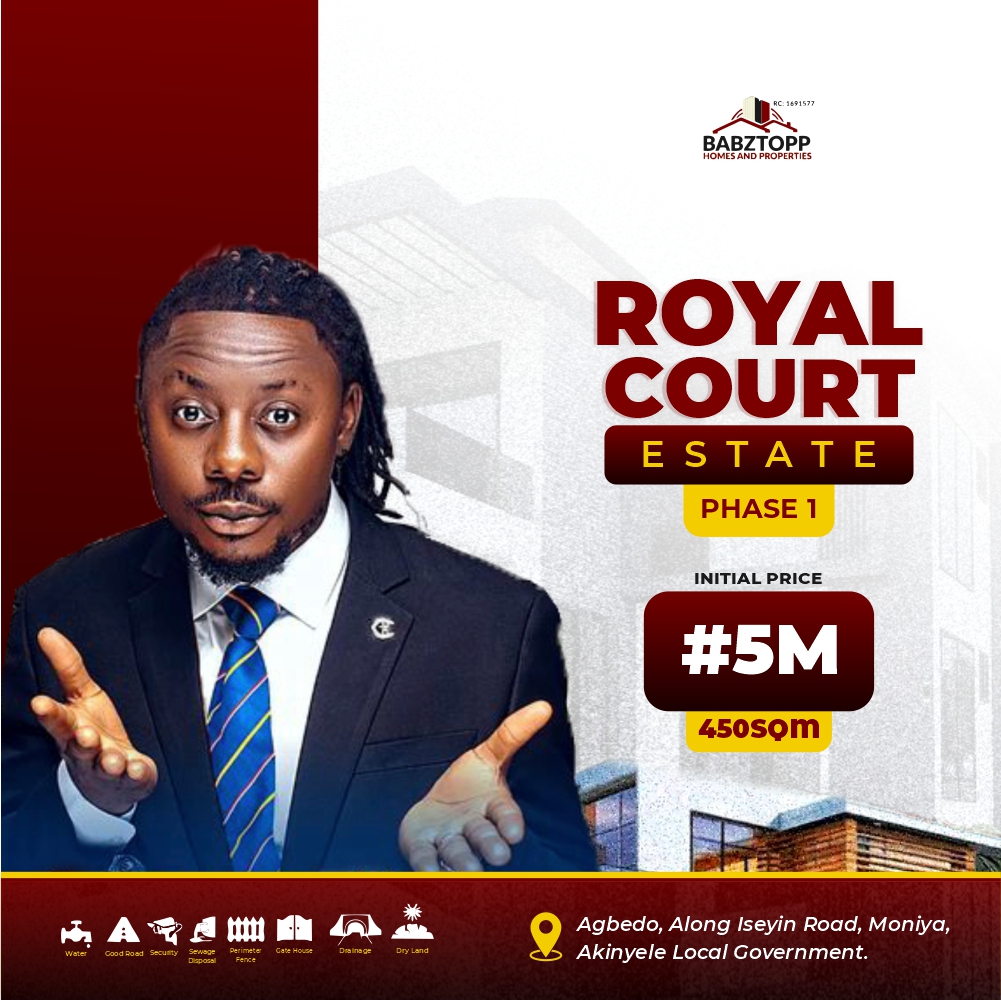 RC: 1691577
BABZTOPP
HOMES AND PROPERTIES
ROYAL
COURT
ESTATE
PHASE 1
INITIAL PRICE
#5M
450SQM
Water
Good Road
Security
Sewage
Disposal
Perimeter
Fence
Gate House
Drainage
Dry Land
Agbedo, Along Iseyin Road, Moniya,
Akinyele Local Government.